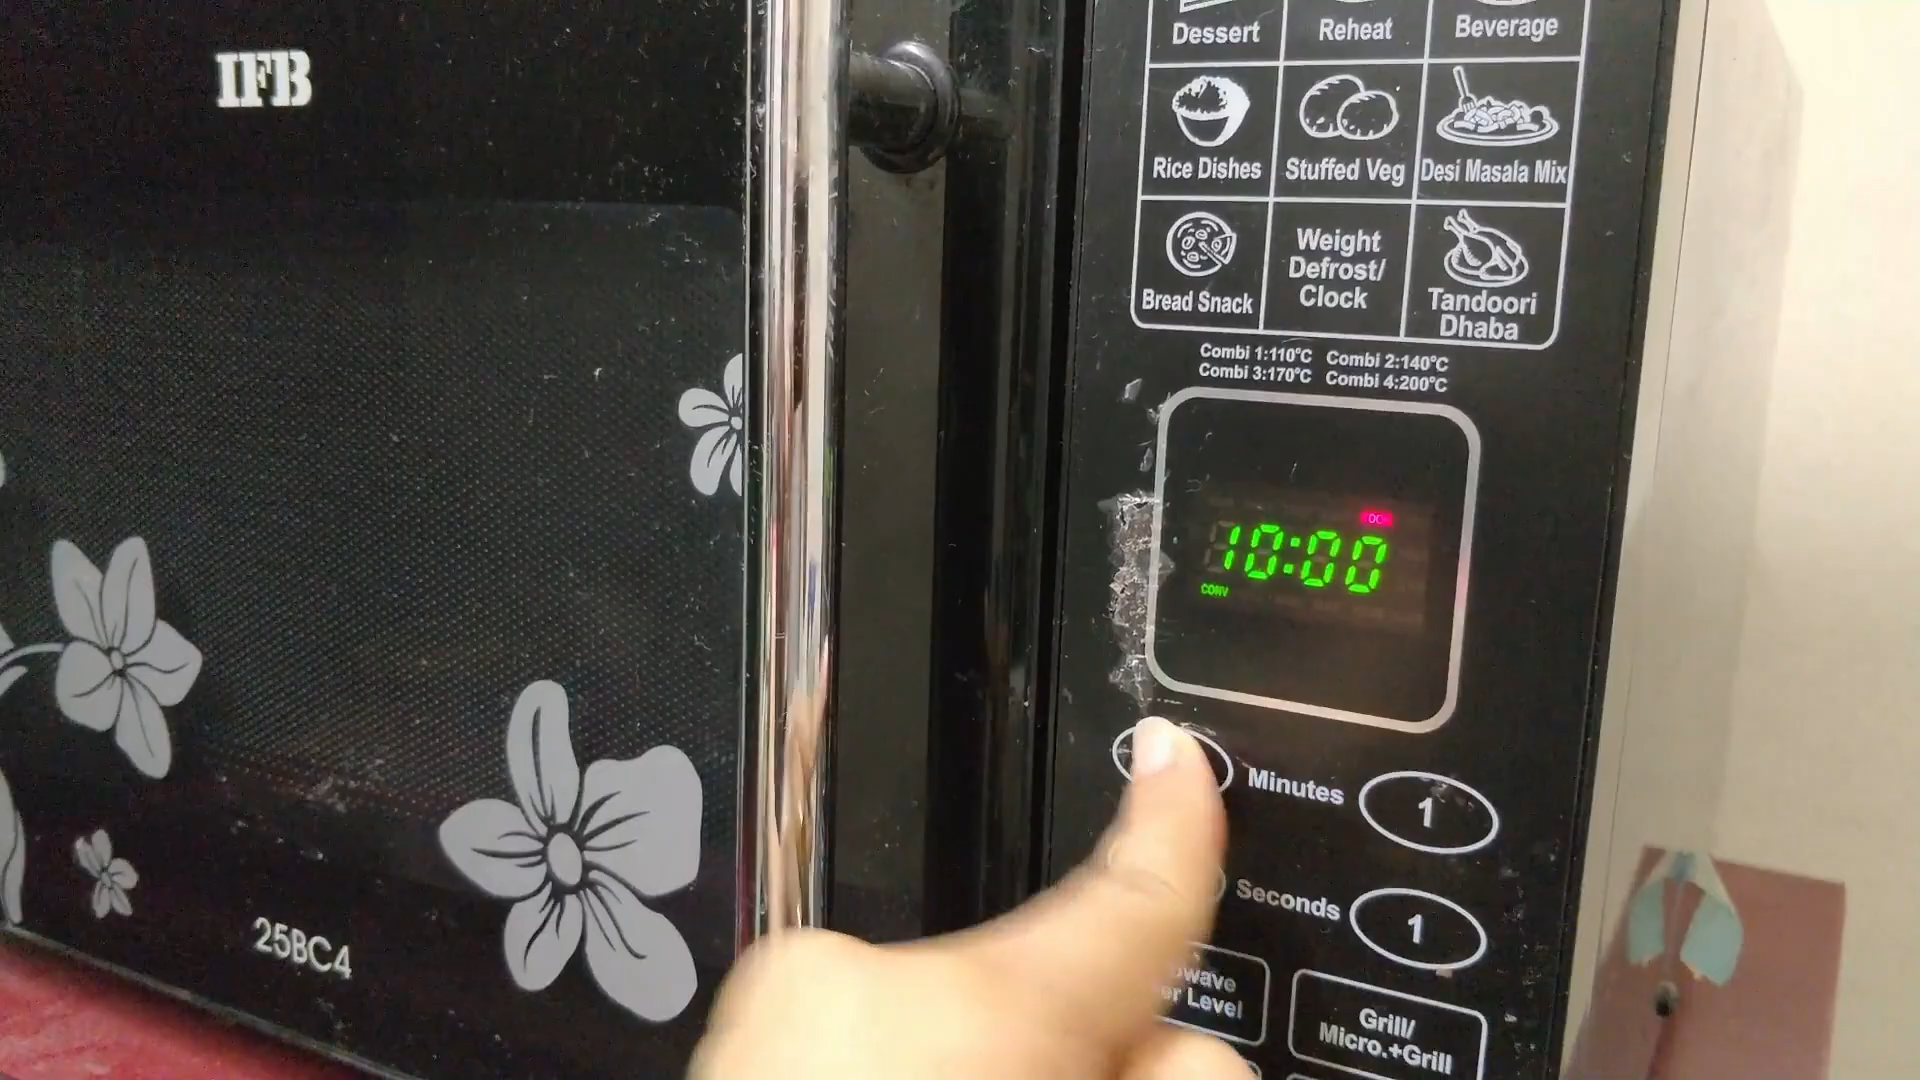 IFB
Dessert
Reheat
Beverage
Rice Dishes
Stuffed Veg
Desi Masala Mix
Bread Snack
Weight
Defrost/
Clock
Tandoori
Dhaba
Combi 1:110°C Combi 2:140°C
Combi 3:170°C Combi 4:200°C
10:00
CONV
Minutes
1
Seconds
1
Level
Grill/
Micro.+Grill
25BC4